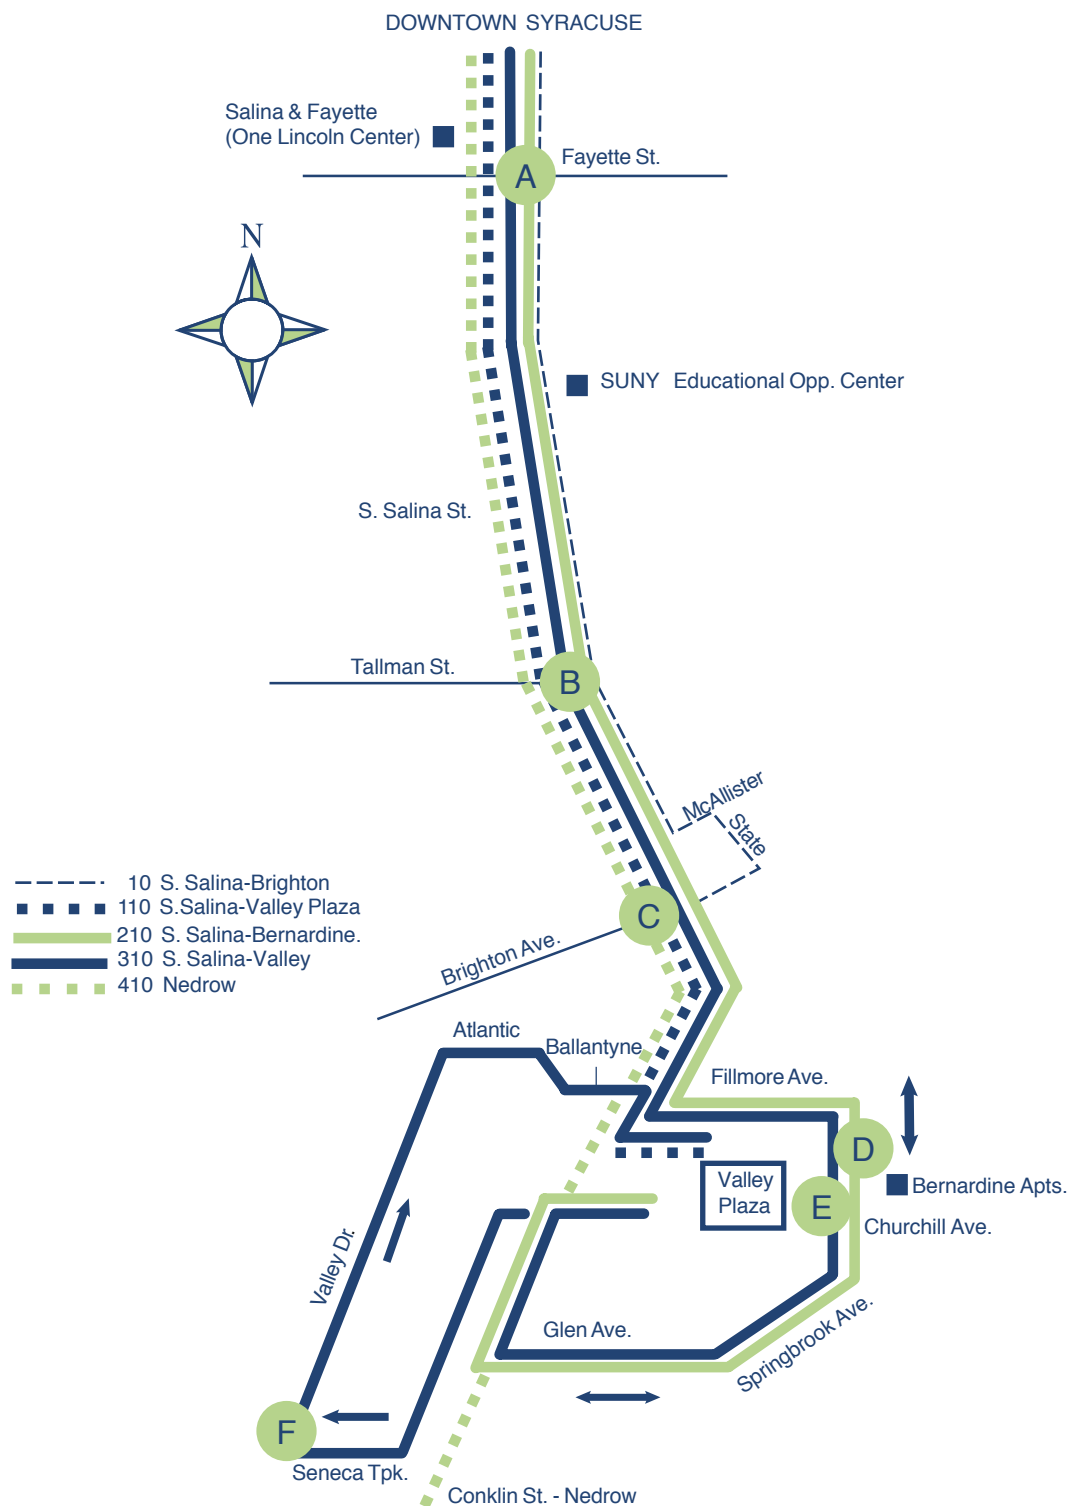 DOWNTOWN SYRACUSE
Salina & Fayette
(One Lincoln Center)
Fayette St.
A
N
SUNY Educational Opp. Center
S. Salina St.
Tallman St.
B
McAllister
State
10 S. Salina-Brighton
110 S.Salina-Valley Plaza
210 S. Salina-Bernardine.
310 S. Salina-Valley
410 Nedrow
C
Brighton Ave.
Atlantic
Ballantyne
Fillmore Ave.
D
Valley
Plaza
Bernardine Apts.
E
Churchill Ave.
Valley Dr.
Glen Ave.
Springbrook Ave.
F
Seneca Tpk.
Conklin St. - Nedrow